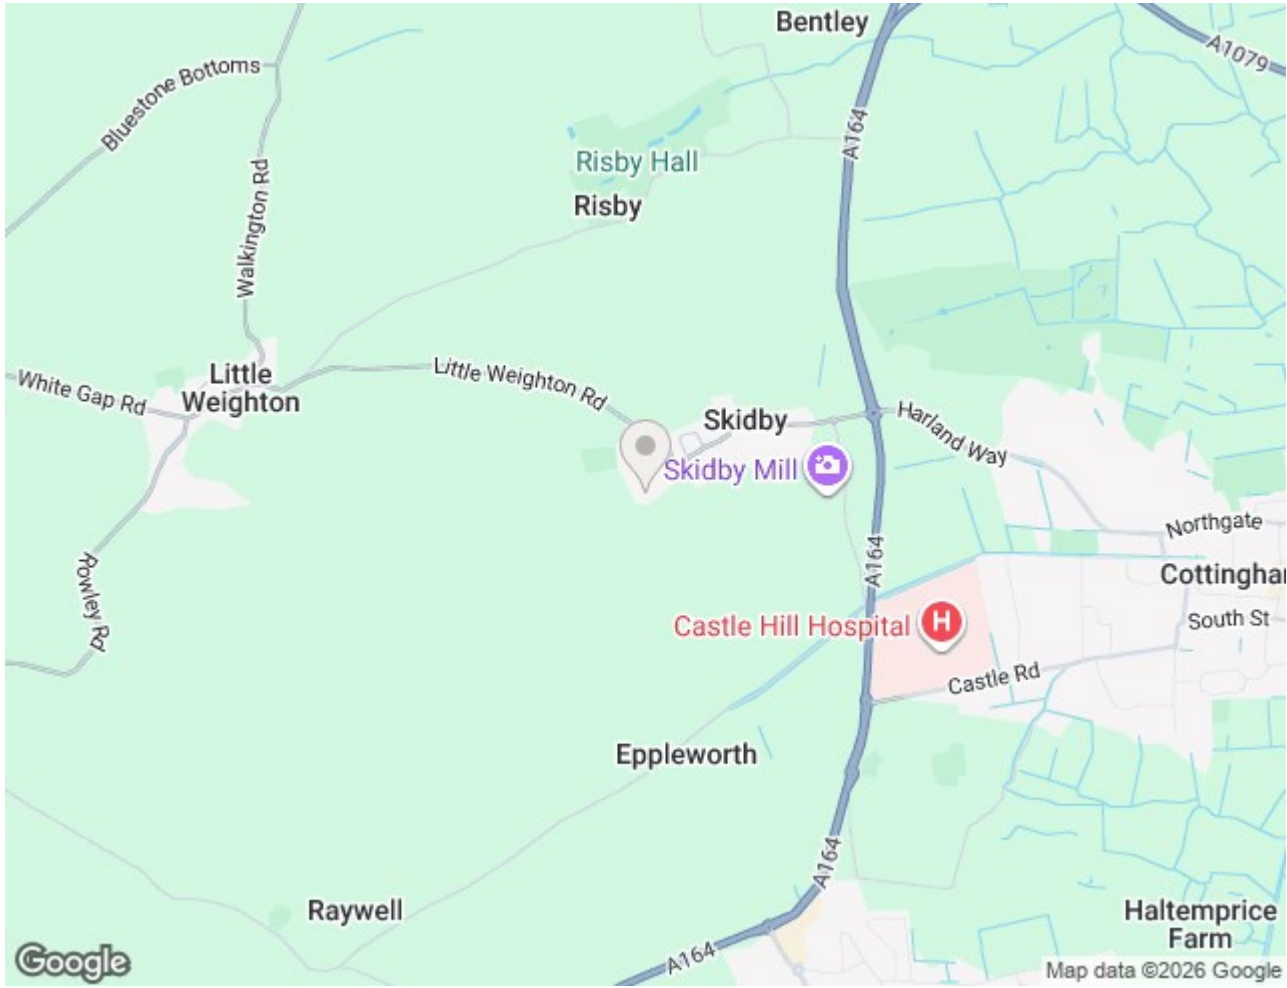 Bentley
A1079
Bluestone Bottoms
A164
Risby Hall
Walkington Rd
Risby
Little
Weighton
Little Weighton Rd
White Gap Rd
Skidby
Harland Way
Skidby Mill
Northgate
A164
Powley Rd
Cottinghar
Castle Hill Hospital
H
South St
Castle Rd
Eppleworth
A164
Raywell
Haltemprice
Farm
A164
Google
Map data ©2026 Google